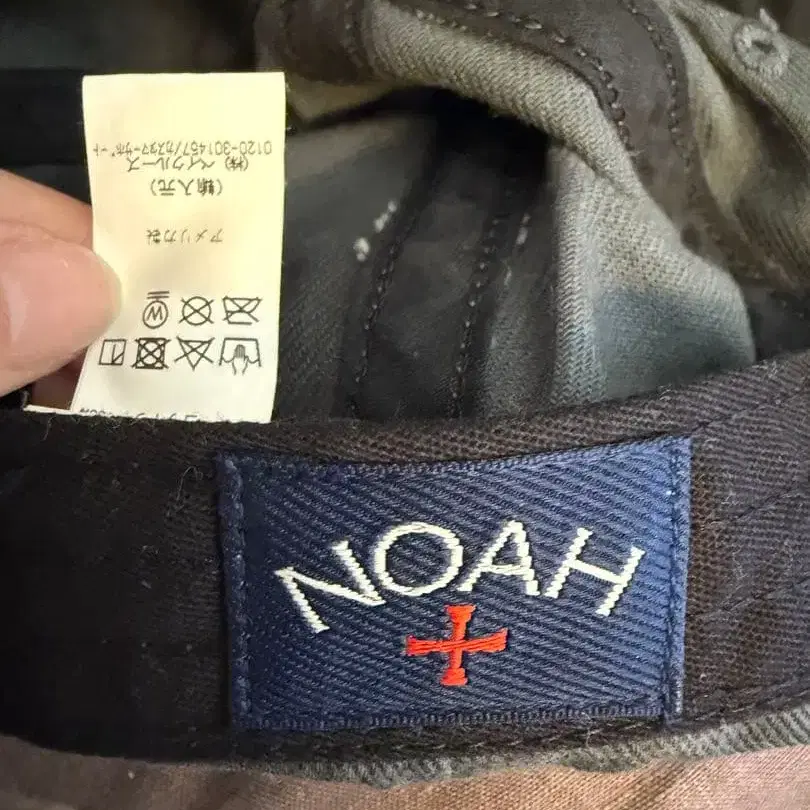 アメリカ製
(輸入元)
(株) ベイクルーズ
0120-301457/カスタマーサポート
NOAH